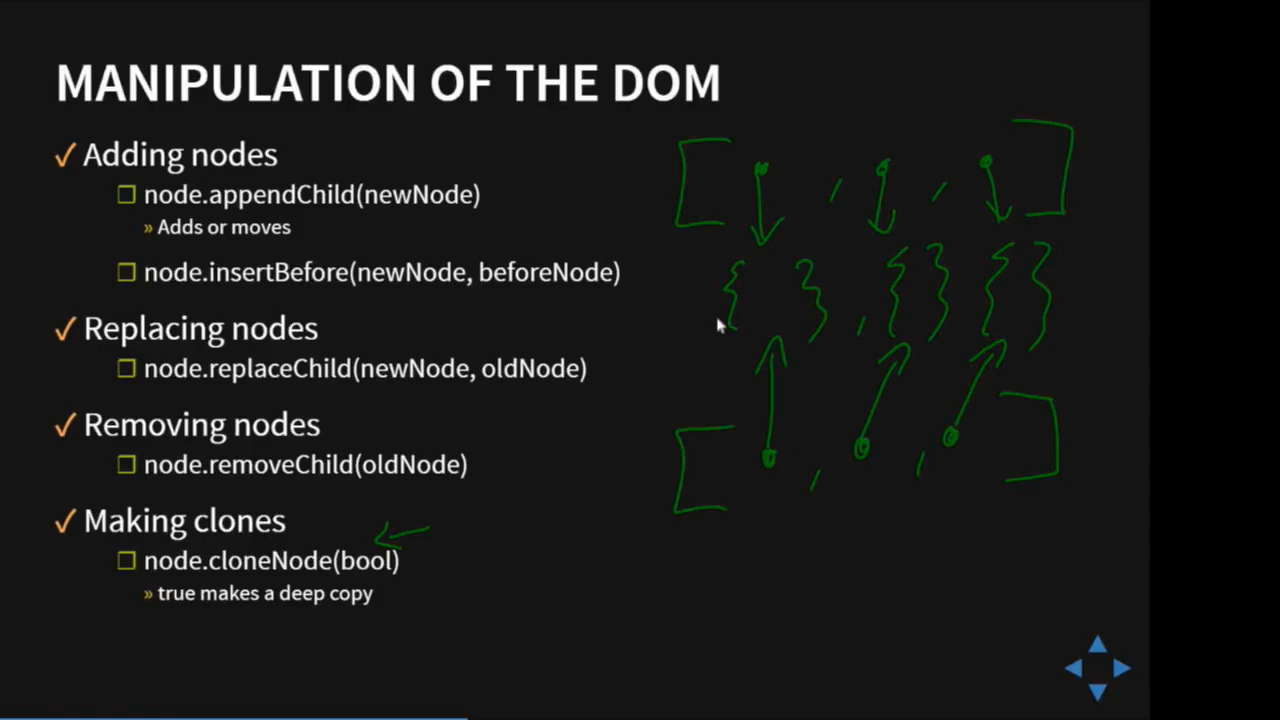 MANIPULATION OF THE DOM
✓ Adding nodes
❐ node.appendChild(newNode)
» Adds or moves
❐ node.insertBefore(newNode, beforeNode)
✓ Replacing nodes
❐ node.replaceChild(newNode, oldNode)
✓ Removing nodes
❐ node.removeChild(oldNode)
✓ Making clones
❐ node.cloneNode(bool)
» true makes a deep copy
[ , , ]
{ } , { } { }
[ , , ]